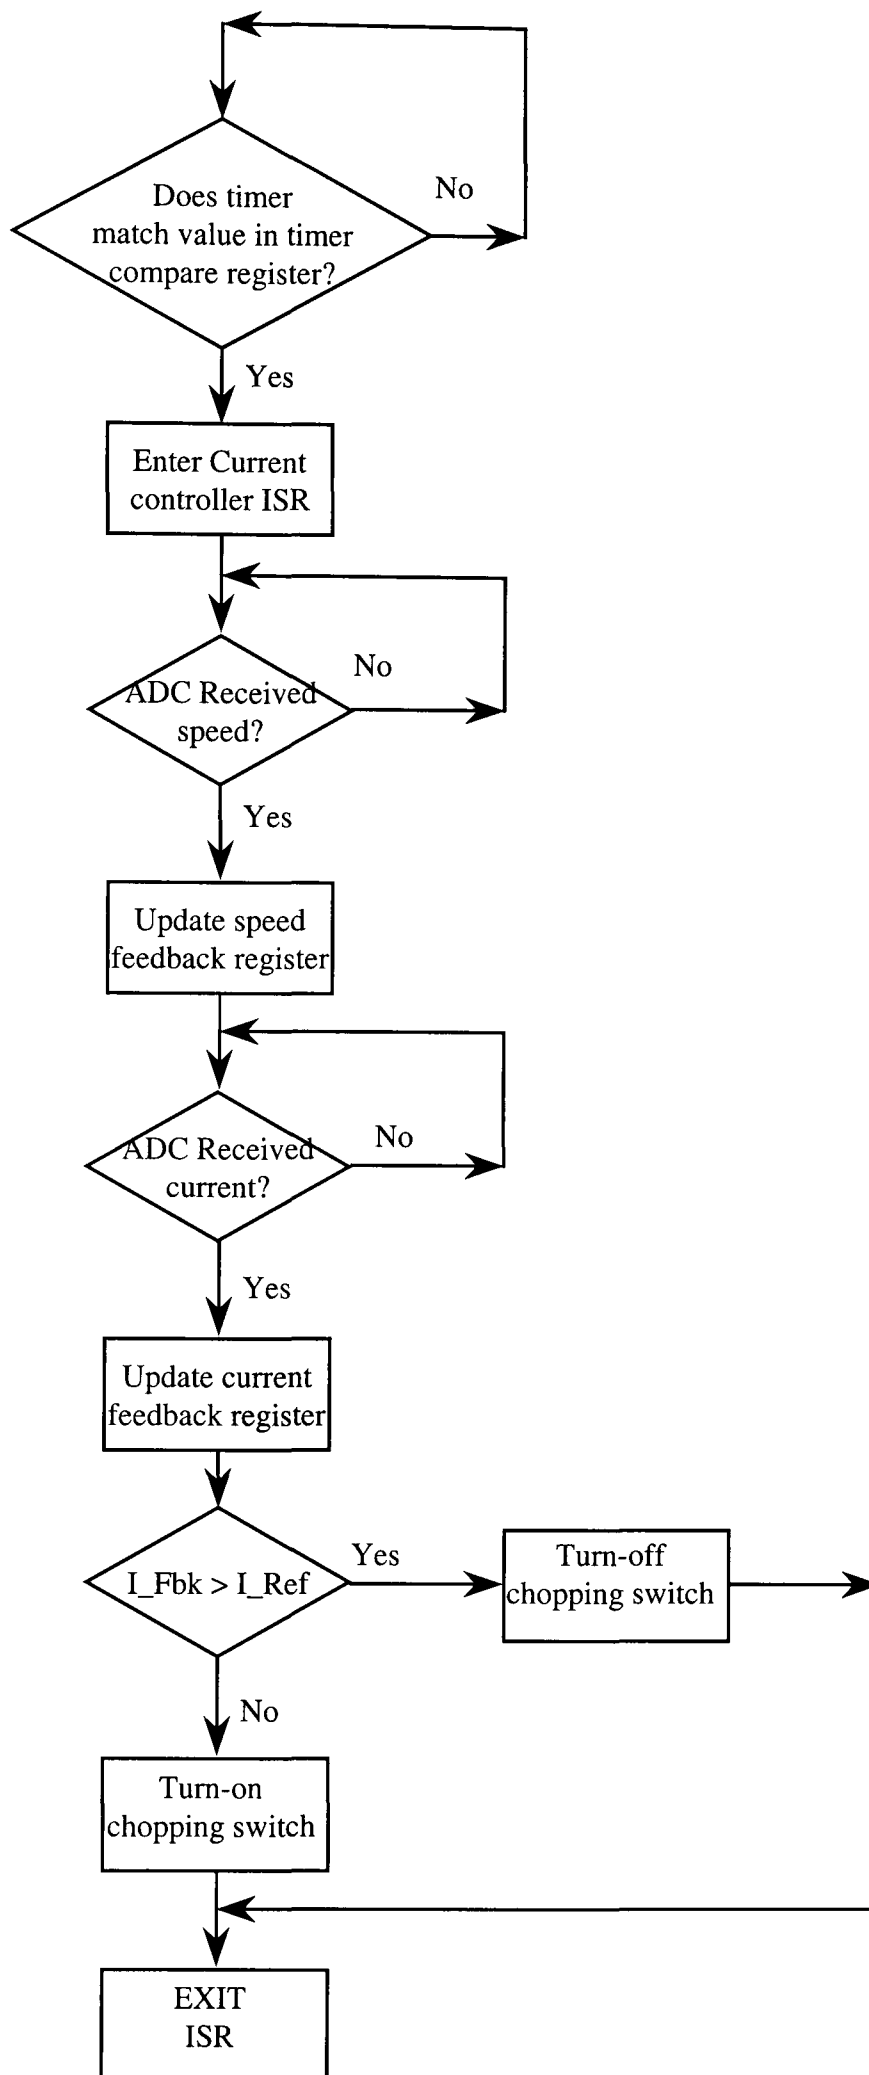 Does timer
match value in timer
compare register?
No
Yes
Enter Current
controller ISR
ADC Received
speed?
No
Yes
Update speed
feedback register
ADC Received
current?
No
Yes
Update current
feedback register
I_Fbk > I_Ref
Yes
Turn-off
chopping switch
No
Turn-on
chopping switch
EXIT
ISR